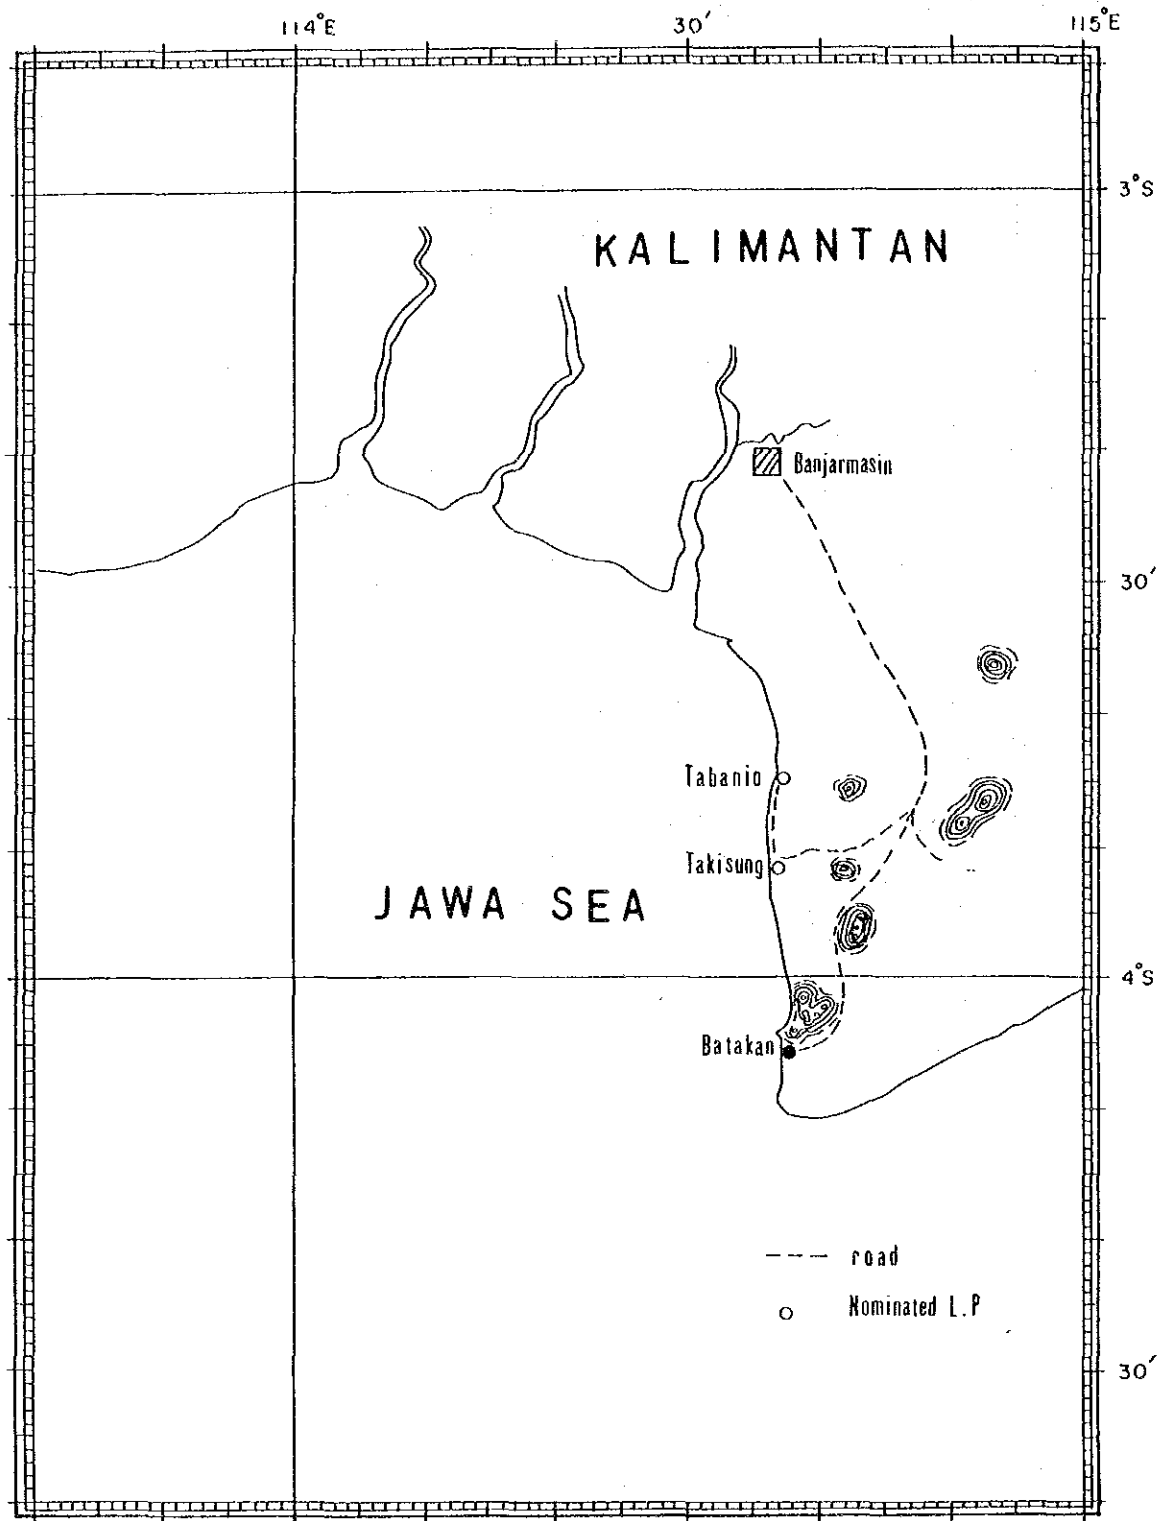 114°E
30′
115°E
3°S
KALIMANTAN
Banjarmasin
30′
Tabanio
Takisung
JAWA SEA
4°S
Batakan
road
Nominated L.P
30′